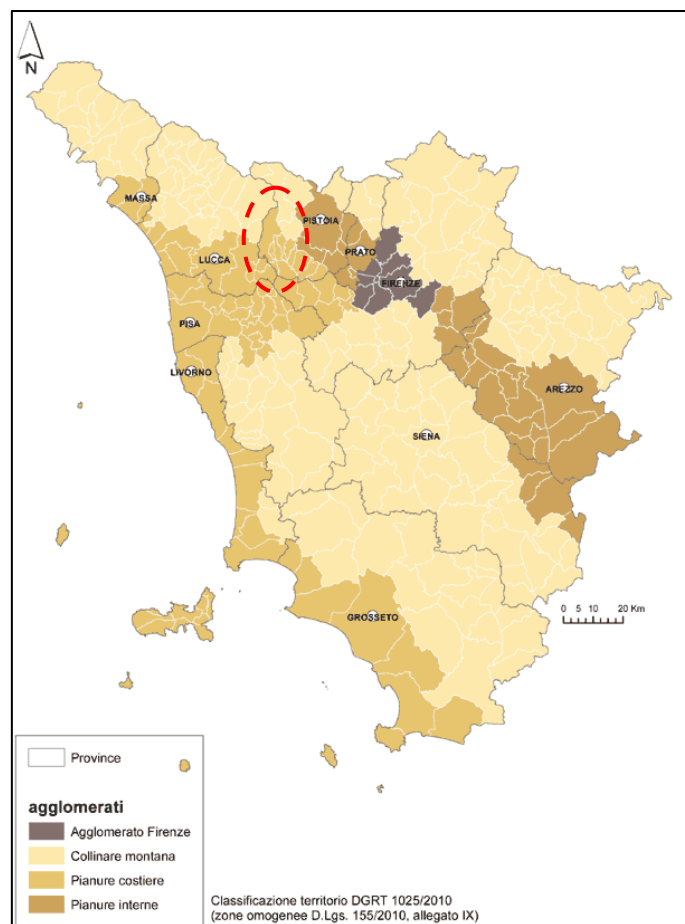 N
MASSA
PISTOIA
PRATO
LUCCA
FIRENZE
PISA
LIVORNO
AREZZO
SIENA
0 5 10 20 Km
GROSSETO
Province
agglomerati
Agglomerato Firenze
Collinare montana
Pianure costiere
Pianure interne
Classificazione territorio DGRT 1025/2010
(zone omogenee D.Lgs. 155/2010, allegato IX)